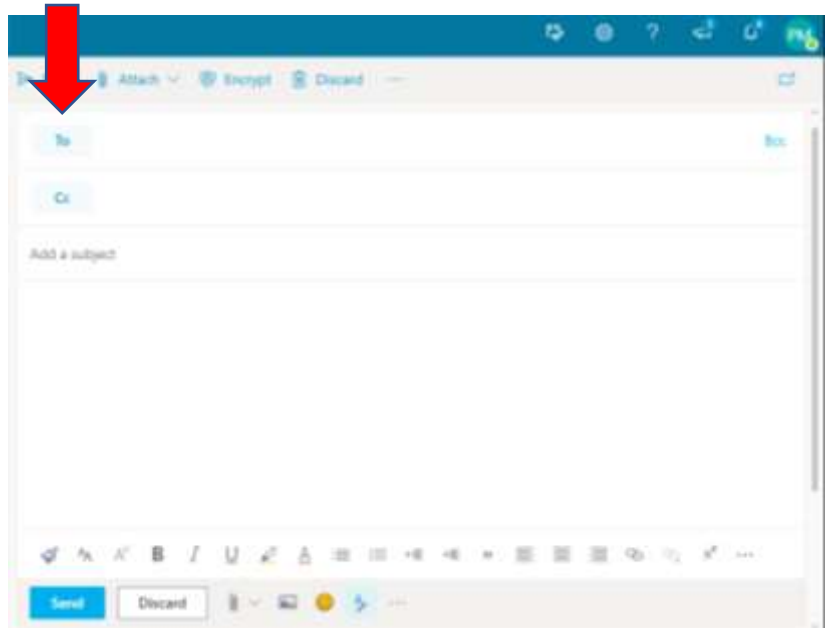 Attach Encrypt Discard ...
To Bcc
Cc
Add a subject
B I U
Send Discard ...